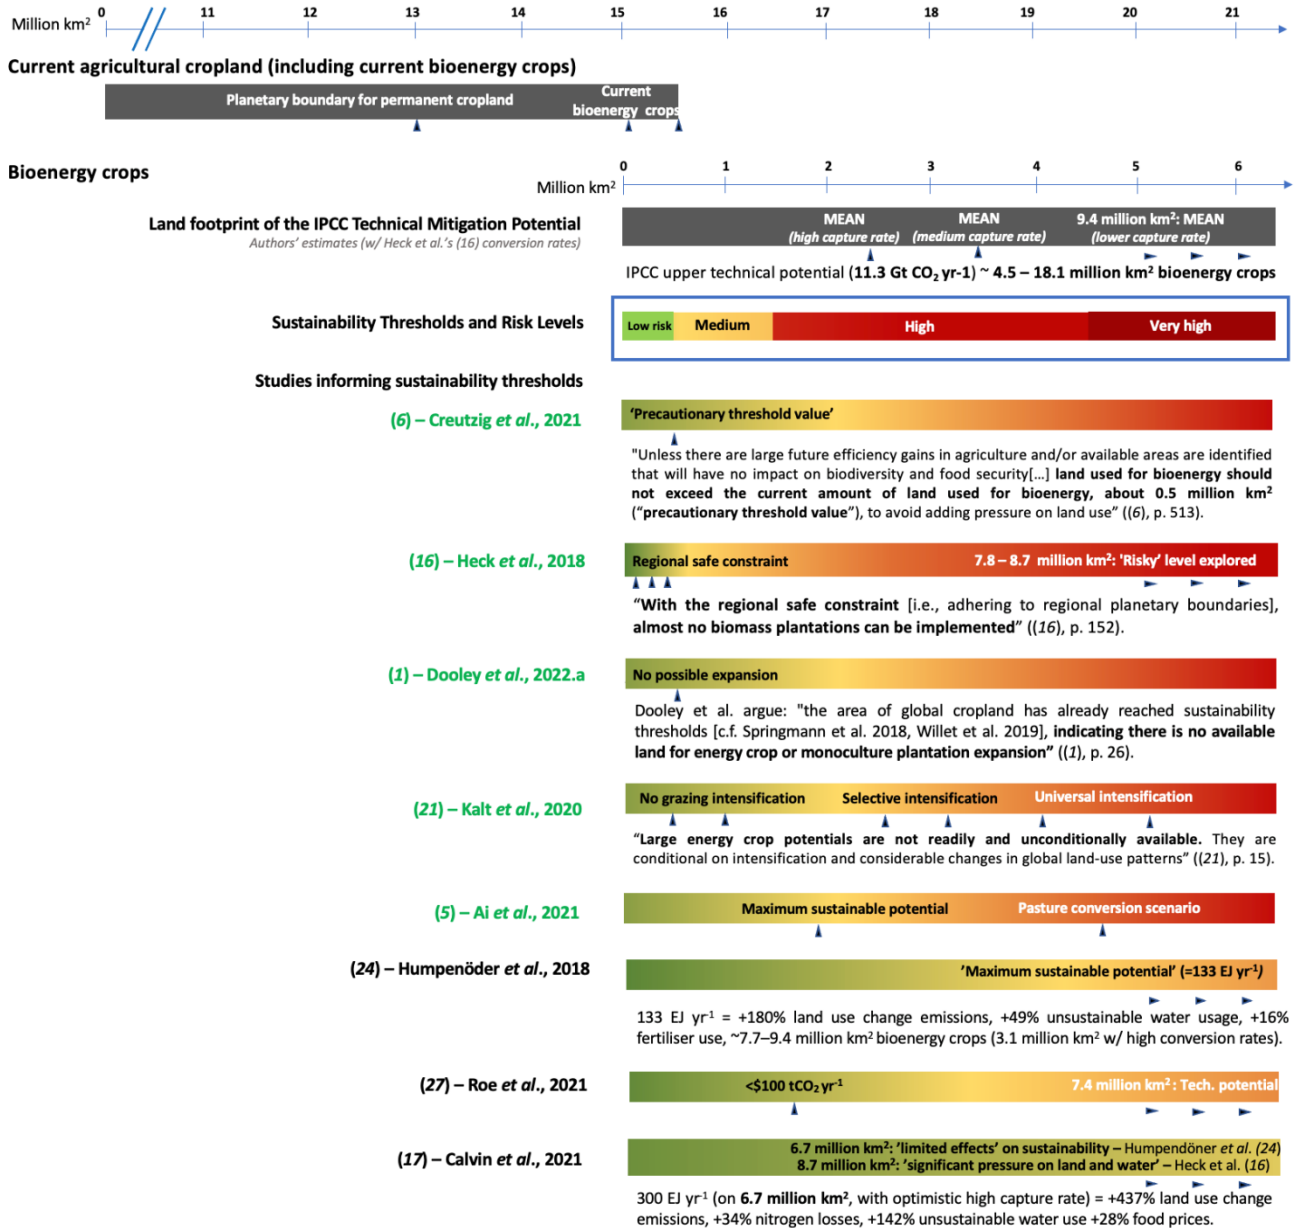 0 11 12 13 14 15 16 17 18 19 20 21
Million km²
Current agricultural cropland (including current bioenergy crops)
Planetary boundary for permanent cropland
Current
bioenergy crops
Bioenergy crops
0 1 2 3 4 5 6
Million km²
Land footprint of the IPCC Technical Mitigation Potential
Authors' estimates (w/ Heck et al.'s (16) conversion rates)
MEAN
(high capture rate)
MEAN
(medium capture rate)
9.4 million km²: MEAN
(lower capture rate)
IPCC upper technical potential (11.3 Gt CO₂ yr-1) ~ 4.5 – 18.1 million km² bioenergy crops
Sustainability Thresholds and Risk Levels
Low risk Medium High Very high
Studies informing sustainability thresholds
(6) – Creutzig et al., 2021
'Precautionary threshold value'
"Unless there are large future efficiency gains in agriculture and/or available areas are identified
that will have no impact on biodiversity and food security[...] land used for bioenergy should
not exceed the current amount of land used for bioenergy, about 0.5 million km²
("precautionary threshold value"), to avoid adding pressure on land use" ((6), p. 513).
(16) – Heck et al., 2018
Regional safe constraint
7.8 – 8.7 million km²: 'Risky' level explored
"With the regional safe constraint [i.e., adhering to regional planetary boundaries],
almost no biomass plantations can be implemented" ((16), p. 152).
(1) – Dooley et al., 2022.a
No possible expansion
Dooley et al. argue: "the area of global cropland has already reached sustainability
thresholds [c.f. Springmann et al. 2018, Willet et al. 2019], indicating there is no available
land for energy crop or monoculture plantation expansion" ((1), p. 26).
(21) – Kalt et al., 2020
No grazing intensification Selective intensification Universal intensification
"Large energy crop potentials are not readily and unconditionally available. They are
conditional on intensification and considerable changes in global land-use patterns" ((21), p. 15).
(5) – Ai et al., 2021
Maximum sustainable potential Pasture conversion scenario
(24) – Humpenöder et al., 2018
'Maximum sustainable potential' (=133 EJ yr⁻¹)
133 EJ yr⁻¹ = +180% land use change emissions, +49% unsustainable water usage, +16%
fertiliser use, ~7.7–9.4 million km² bioenergy crops (3.1 million km² w/ high conversion rates).
(27) – Roe et al., 2021
<$100 tCO₂ yr⁻¹
7.4 million km²: Tech. potential
(17) – Calvin et al., 2021
6.7 million km²: 'limited effects' on sustainability – Humpendöner et al. (24)
8.7 million km²: 'significant pressure on land and water' – Heck et al. (16)
300 EJ yr⁻¹ (on 6.7 million km², with optimistic high capture rate) = +437% land use change
emissions, +34% nitrogen losses, +142% unsustainable water use +28% food prices.